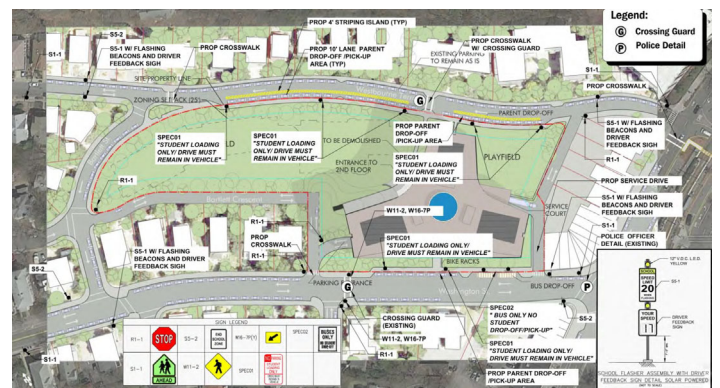 Legend:
G Crossing Guard
P Police Detail
PROP 4' STRIPING ISLAND (TYP)
S5-2
S1-1
S5-1 W/ FLASHING
BEACONS AND DRIVER
FEEDBACK SIGH
PROP CROSSWALK
PROP 10' LANE PARENT
DROP-OFF /PICK-UP
AREA (TYP)
EXISTING PARKING
TO REMAIN AS IS
PROP CROSSWALK
W/ CROSSING GUARD
S1-1
PROP CROSSWALK
SITE PROPERTY LINE
ZONING SETBACK (25')
G
PARENT DROP-OFF
S5-1 W/ FLASHING
BEACONS AND
DRIVER
FEEDBACK SIGH
R1-1
SPEC01
"STUDENT LOADING
ONLY/ DRIVE MUST
REMAIN IN VEHICLE"
SPEC01
"STUDENT LOADING
ONLY/ DRIVE MUST
REMAIN IN VEHICLE"
TO BE DEMOLISHED
PROP PARENT
DROP-OFF
/PICK-UP AREA
SPEC01
"STUDENT LOADING
ONLY/ DRIVE MUST
REMAIN IN VEHICLE"
PLAYFIELD
ENTRANCE TO
2ND FLOOR
PROP SERVICE DRIVE
R1-1
Bartlett Crescent
W11-2, W16-7P
SERVICE
COURT
S5-1 W/ FLASHING
BEACONS AND DRIVER
FEEDBACK SIGH
S1-1
R1-1
PROP
CROSSWALK
R1-1
SPEC01
"STUDENT LOADING ONLY/
DRIVE MUST REMAIN IN VEHICLE"
POLICE OFFICER
DETAIL (EXISTING)
S5-1 W/ FLASHING
BEACONS AND
DRIVER
FEEDBACK SIGH
S5-2
BIKE RACKS
PARKING ENTRANCE
G
Washington S
BUS DROP-OFF
P
S5-2
CROSSING GUARD
(EXISTING)
W11-2, W16-7P
R1-1
SPEC02
" BUS ONLY NO
STUDENT
DROP-OFF/PICK-UP"
SPEC01
"STUDENT LOADING ONLY/
DRIVE MUST REMAIN IN
VEHICLE"
PROP PARENT DROP-OFF
/PICK-UP AREA
S1-1
SIGN LEGEND
R1-1
STOP
S5-2
END
SCHOOL
ZONE
W16-7P(Y)
SPEC02
BUSES
ONLY
S1-1
AHEAD
W11-2
SPEC01
12" V.E.G. L.E.D.
YELLOW
SCHOOL
SPEED
LIMIT
20
S5-1
YOUR
SPEED
17
DRIVER
FEEDBACK
SIGN
SCHOOL FLASHER ASSEMBLY WITH DRIVER
FEEDBACK SIGN DETAIL SOLAR POWERED